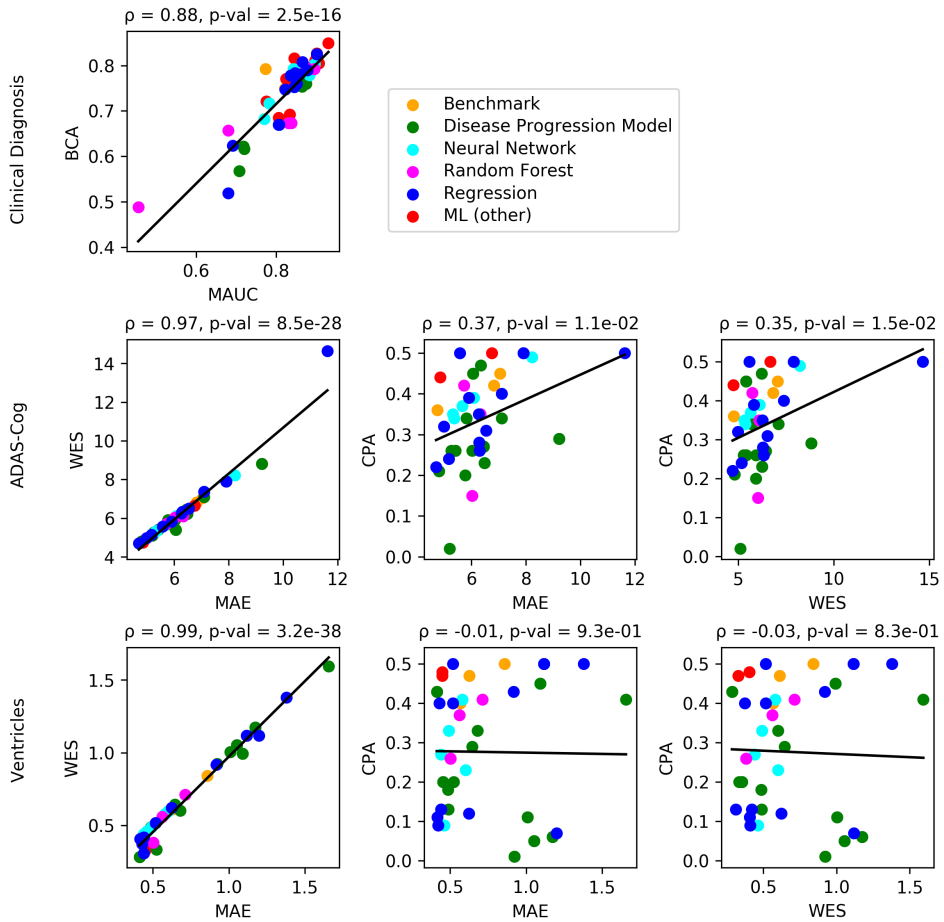 ρ = 0.88, p-val = 2.5e-16
Clinical Diagnosis
BCA
0.8
0.7
0.6
0.5
0.4
0.6 0.8
MAUC
Benchmark
Disease Progression Model
Neural Network
Random Forest
Regression
ML (other)
ρ = 0.97, p-val = 8.5e-28
ADAS-Cog
WES
14
12
10
8
6
4
6 8 10 12
MAE
ρ = 0.37, p-val = 1.1e-02
CPA
0.5
0.4
0.3
0.2
0.1
0.0
6 8 10 12
MAE
ρ = 0.35, p-val = 1.5e-02
CPA
0.5
0.4
0.3
0.2
0.1
0.0
5 10 15
WES
ρ = 0.99, p-val = 3.2e-38
Ventricles
WES
1.5
1.0
0.5
0.5 1.0 1.5
MAE
ρ = -0.01, p-val = 9.3e-01
CPA
0.5
0.4
0.3
0.2
0.1
0.0
0.5 1.0 1.5
MAE
ρ = -0.03, p-val = 8.3e-01
CPA
0.5
0.4
0.3
0.2
0.1
0.0
0.5 1.0 1.5
WES